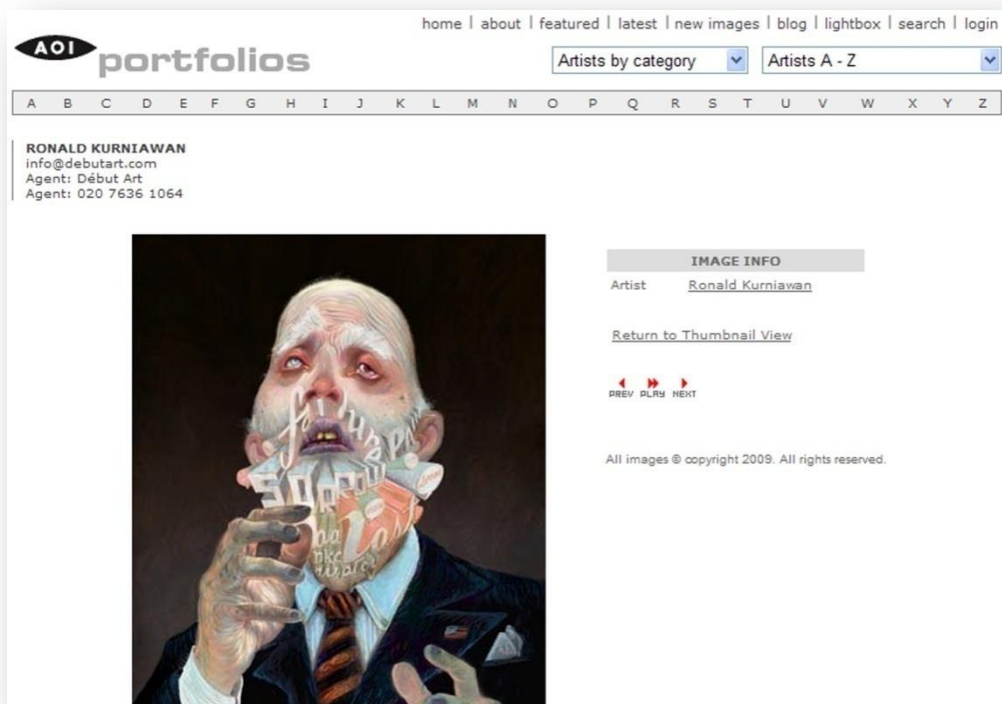 home | about | featured | latest | new images | blog | lightbox | search | login
AOI portfolios
Artists by category
Artists A - Z
A B C D E F G H I J K L M N O P Q R S T U V W X Y Z
RONALD KURNIAWAN
info@debutart.com
Agent: Début Art
Agent: 020 7636 1064
IMAGE INFO
Artist Ronald Kurniawan
Return to Thumbnail View
PREV PLAY NEXT
All images © copyright 2009. All rights reserved.
failure
lost